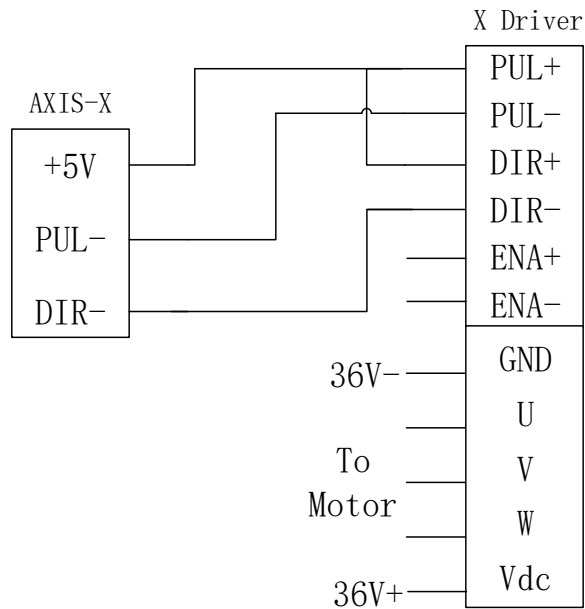 X Driver
AXIS-X
+5V
PUL-
DIR-
PUL+
PUL-
DIR+
DIR-
ENA+
ENA-
GND
U
V
W
Vdc
36V-
To
Motor
36V+